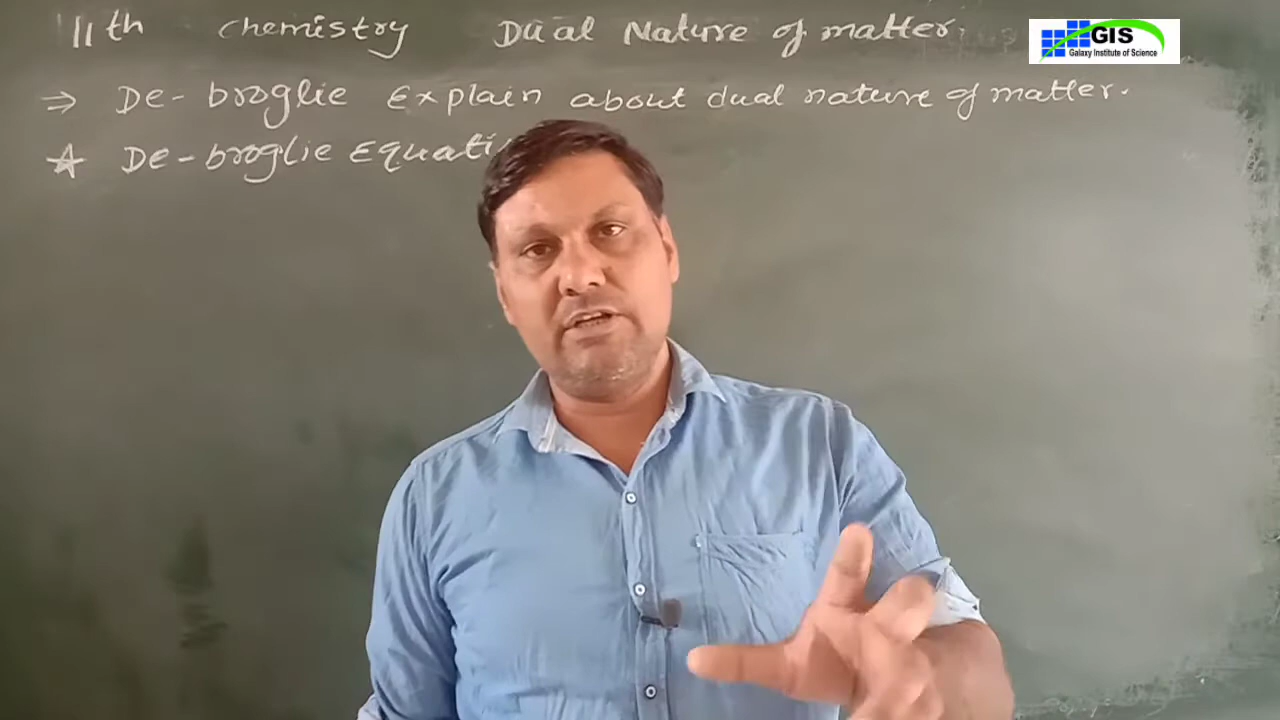 11th chemistry Dual Nature of matter.
⇒ De-broglie Explain about dual nature of matter.
☆ De-broglie Equati
GIS
Galaxy Institute of Science